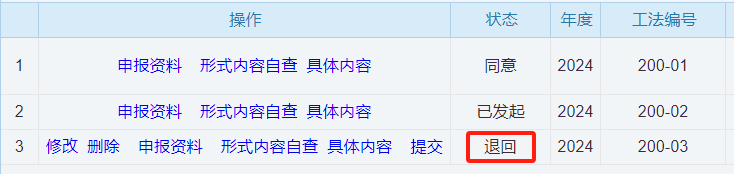 操作 状态 年度 工法编号
1 申报资料 形式内容自查 具体内容 同意 2024 200-01
2 申报资料 形式内容自查 具体内容 已发起 2024 200-02
3 修改 删除 申报资料 形式内容自查 具体内容 提交 退回 2024 200-03